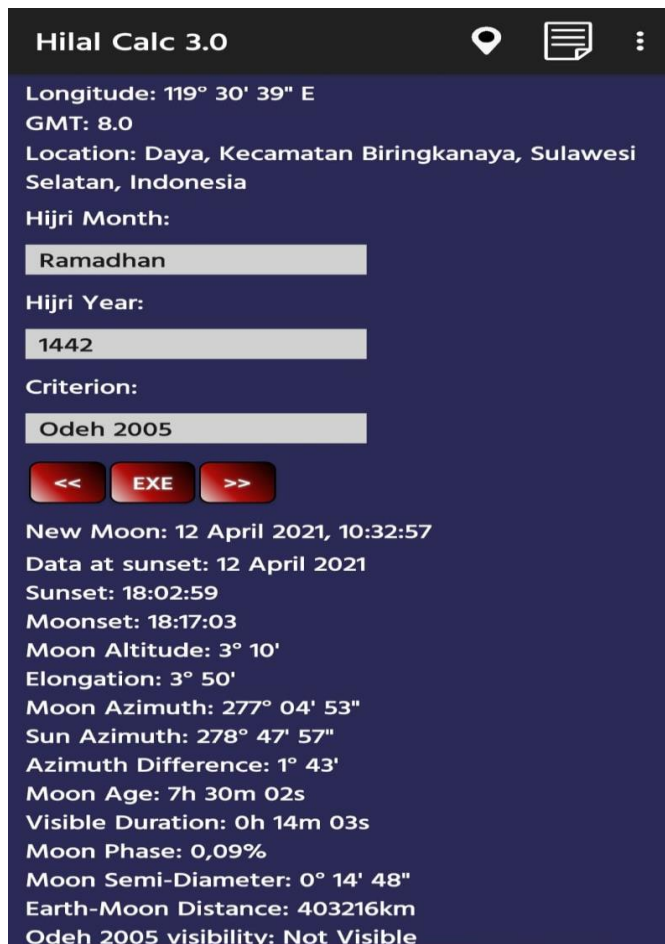 Hilal Calc 3.0
Longitude: 119° 30' 39" E
GMT: 8.0
Location: Daya, Kecamatan Biringkanaya, Sulawesi
Selatan, Indonesia
Hijri Month:
Ramadhan
Hijri Year:
1442
Criterion:
Odeh 2005
<< EXE >>
New Moon: 12 April 2021, 10:32:57
Data at sunset: 12 April 2021
Sunset: 18:02:59
Moonset: 18:17:03
Moon Altitude: 3° 10'
Elongation: 3° 50'
Moon Azimuth: 277° 04' 53"
Sun Azimuth: 278° 47' 57"
Azimuth Difference: 1° 43'
Moon Age: 7h 30m 02s
Visible Duration: 0h 14m 03s
Moon Phase: 0,09%
Moon Semi-Diameter: 0° 14' 48"
Earth-Moon Distance: 403216km
Odeh 2005 visibility: Not Visible